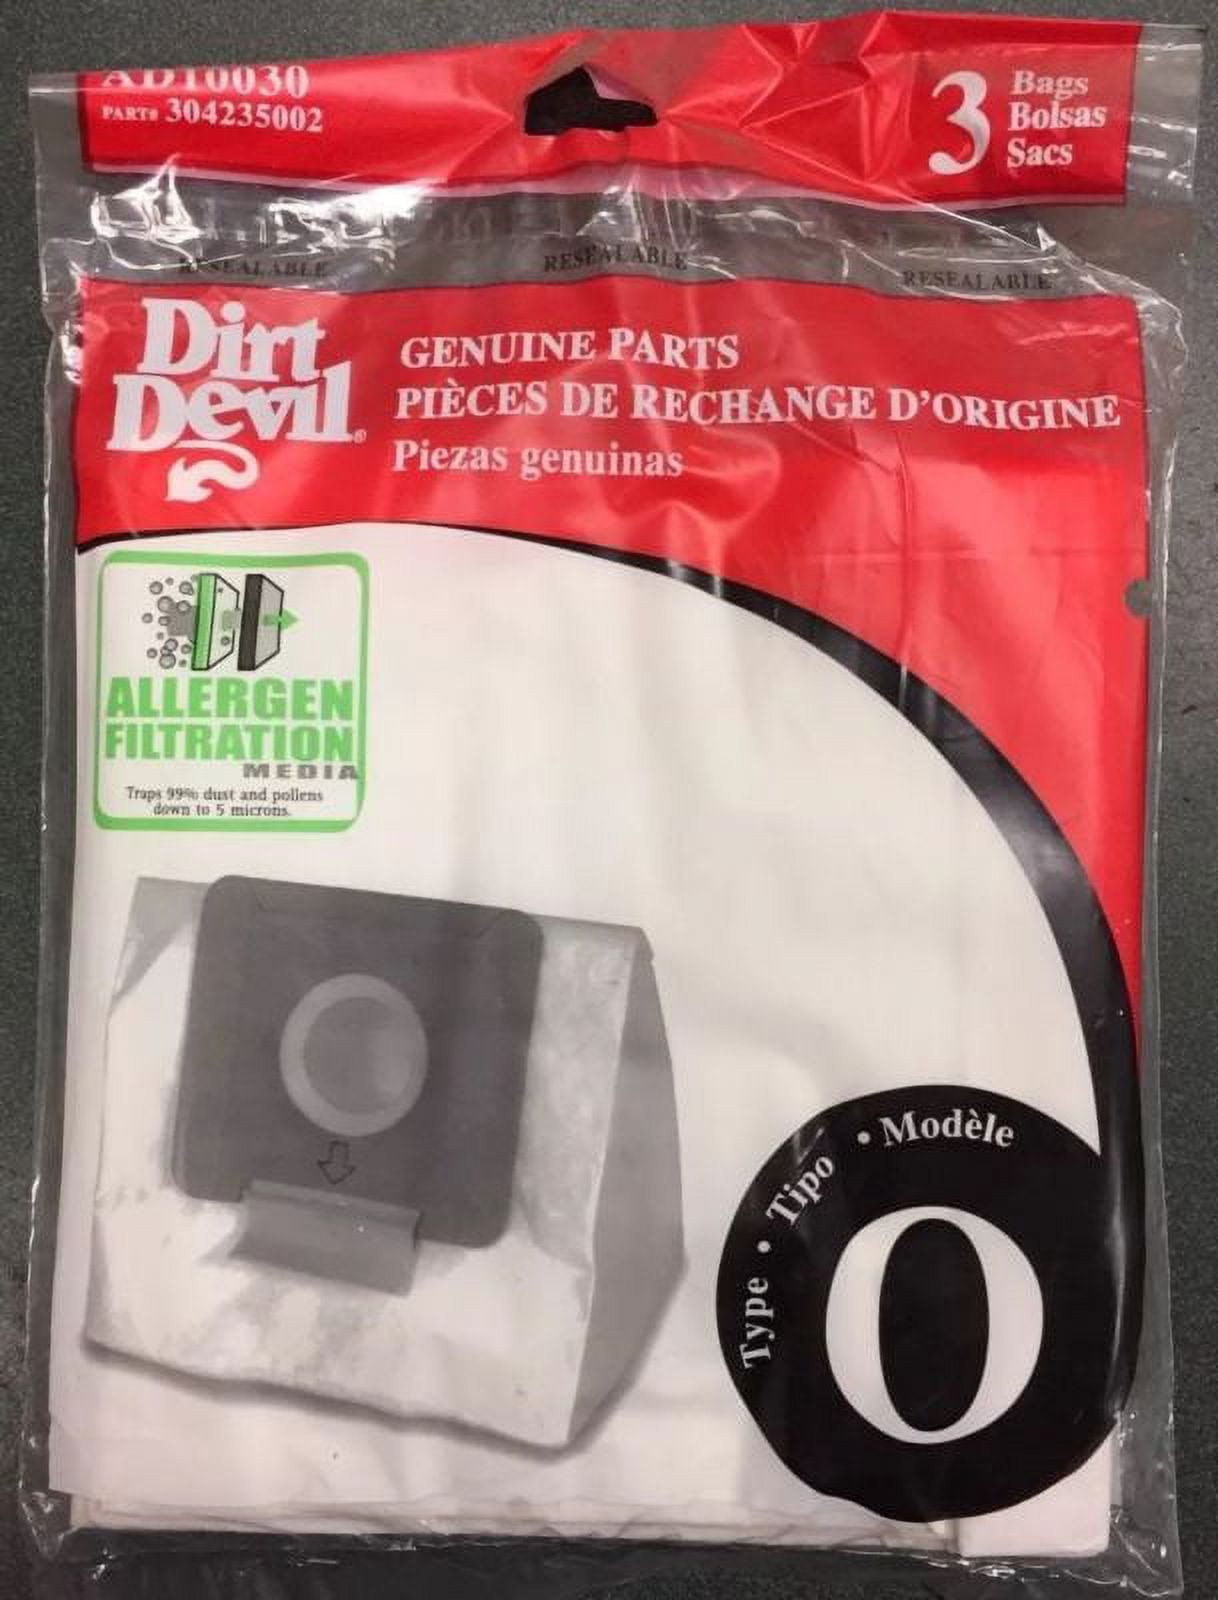 AD10030
PART# 304235002
3 Bags
Bolsas
Sacs
RESEALABLE RESEALABLE RESEALABLE
Dirt
Devil®
GENUINE PARTS
PIÈCES DE RECHANGE D'ORIGINE
Piezas genuinas
ALLERGEN
FILTRATION
MEDIA
Traps 99% dust and pollens
down to 5 microns.
Type • Tipo • Modèle
O